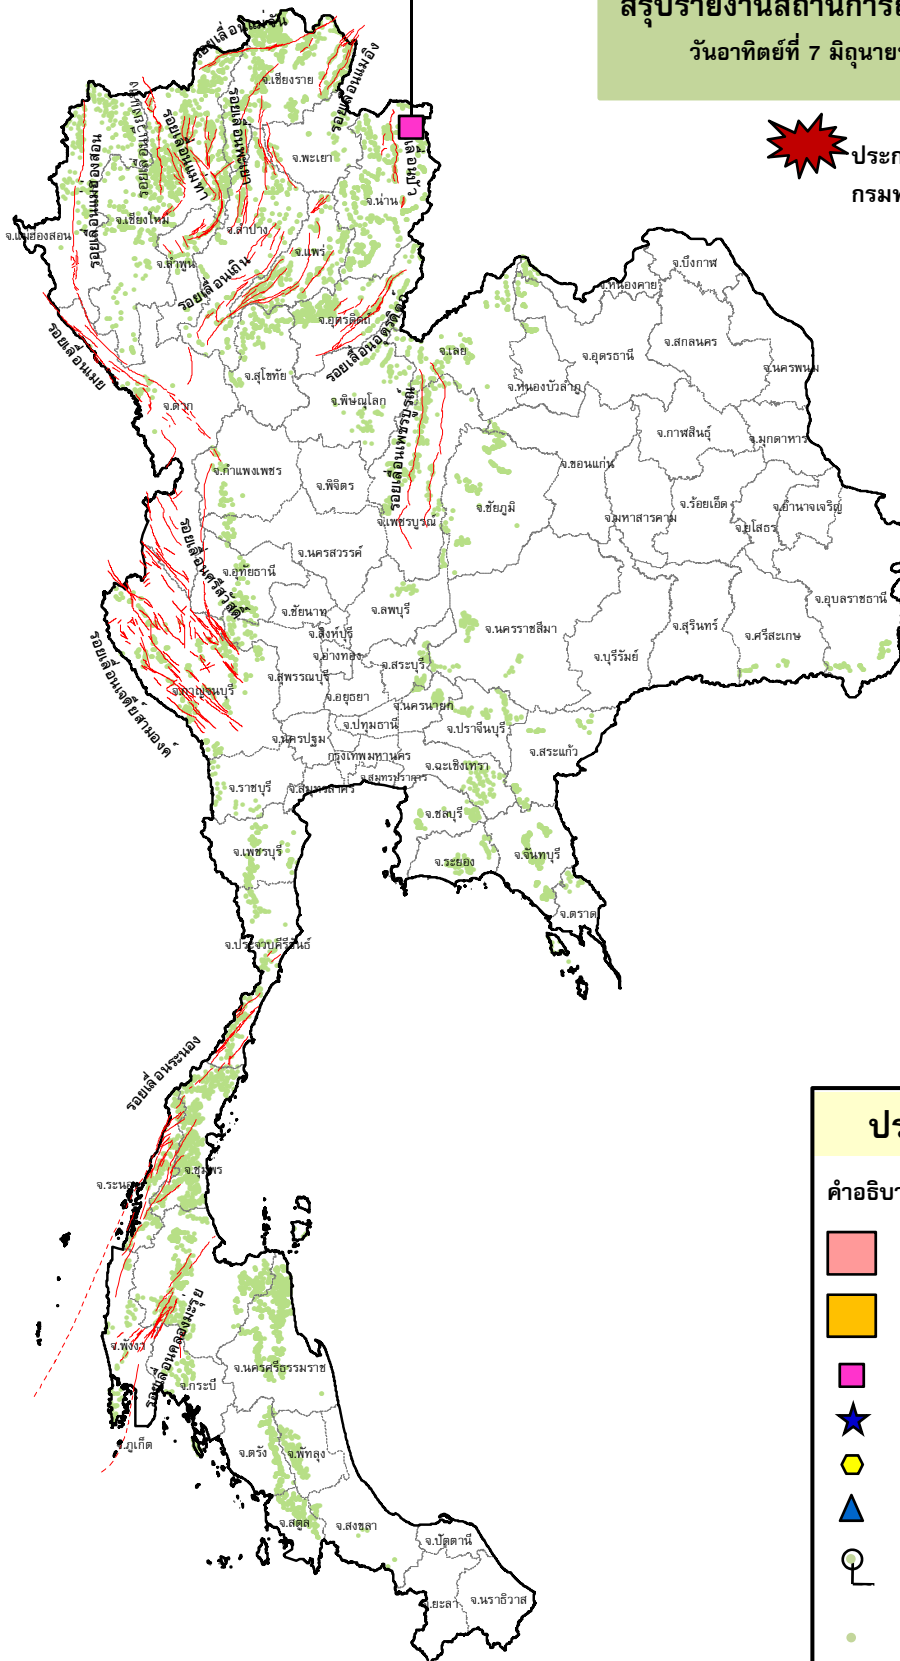 สรุปรายงานสถานการณ์
วันอาทิตย์ที่ 7 มิถุนาย
ประก
กรมท
รอยเลื่อนแม่จัน
จ.เชียงราย
รอยเลื่อนแม่อิง
รอยเลื่อนพะเยา
รอยเลื่อนแม่ทา
รอยเลื่อนแม่ฮ่องสอน
จ.พะเยา
จ.น่าน
จ.เชียงใหม่
จ.แม่ฮ่องสอน
จ.ลำปาง
จ.ลำพูน
จ.แพร่
รอยเลื่อนเถิน
จ.อุตรดิตถ์
รอยเลื่อนอุตรดิตถ์
รอยเลื่อนเมย
จ.บึงกาฬ
จ.หนองคาย
จ.เลย
จ.อุดรธานี
จ.สกลนคร
จ.นครพนม
จ.หนองบัวลำภู
จ.สุโขทัย
จ.ตาก
จ.พิษณุโลก
รอยเลื่อนเพชรบูรณ์
จ.กาฬสินธุ์
จ.มุกดาหาร
จ.ขอนแก่น
จ.กำแพงเพชร
จ.พิจิตร
จ.เพชรบูรณ์
จ.ชัยภูมิ
จ.มหาสารคาม
จ.ร้อยเอ็ด
จ.ยโสธร
จ.อำนาจเจริญ
จ.นครสวรรค์
รอยเลื่อนศรีสวัสดิ์
จ.อุทัยธานี
จ.ชัยนาท
จ.ลพบุรี
จ.สิงห์บุรี
จ.อ่างทอง
จ.สระบุรี
จ.นครราชสีมา
จ.บุรีรัมย์
จ.สุรินทร์
จ.ศรีสะเกษ
จ.อุบลราชธานี
จ.สุพรรณบุรี
จ.อยุธยา
จ.กาญจนบุรี
รอยเลื่อนเจดีย์สามองค์
จ.นครนายก
จ.ปทุมธานี
จ.ปราจีนบุรี
จ.นครปฐม
กรุงเทพมหานคร
จ.ฉะเชิงเทรา
จ.สระแก้ว
จ.สมุทรปราการ
จ.ราชบุรี
จ.สมุทรสาคร
จ.ชลบุรี
จ.เพชรบุรี
จ.ระยอง
จ.จันทบุรี
จ.ตราด
จ.ประจวบคีรีขันธ์
รอยเลื่อนระนอง
จ.ชุมพร
จ.ระนอง
รอยเลื่อนคลองมะรุ่ย
จ.พังงา
จ.กระบี่
จ.นครศรีธรรมราช
จ.ภูเก็ต
จ.ตรัง
จ.พัทลุง
จ.สตูล
จ.สงขลา
จ.ปัตตานี
จ.ยะลา
จ.นราธิวาส
ปร
คำอธิบา